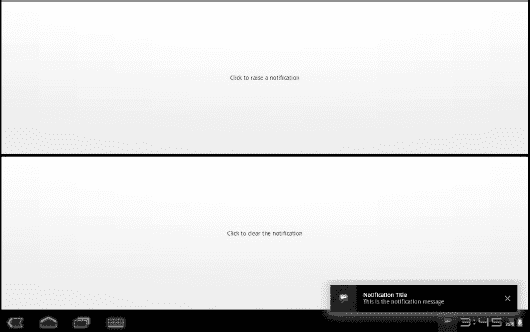 Click to raise a notification
Click to clear the notification
Notification Title
This is the notification message
3:45